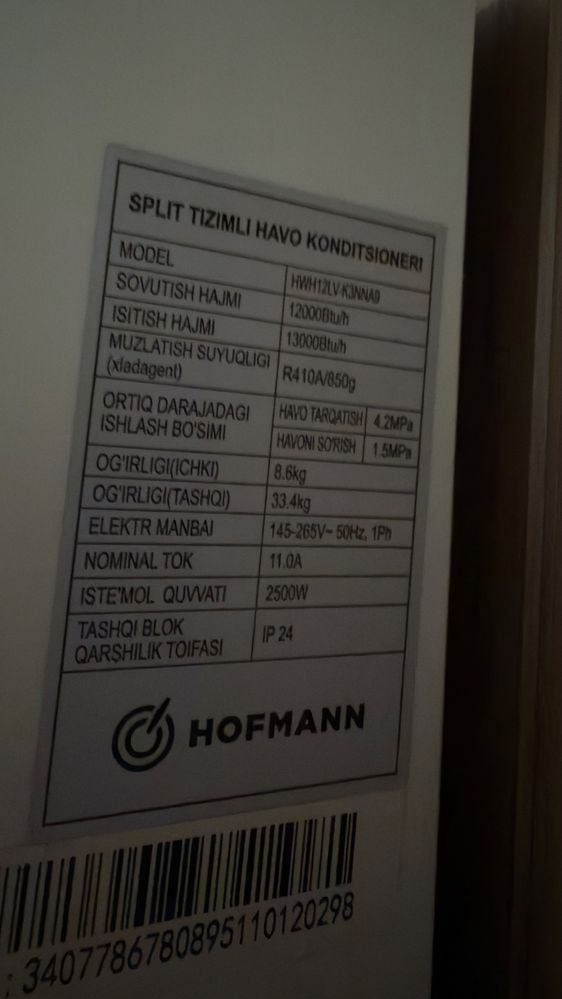 SPLIT TIZIMLI HAVO KONDITSIONERI
MODEL HWH12LV-K3NNA9
SOVUTISH HAJMI 12000Btu/h
ISITISH HAJMI 13000Btu/h
MUZLATISH SUYUQLIGI
(xladagent) R410A/850g
ORTIQ DARAJADAGI
ISHLASH BO'SIMI
HAVO TARQATISH 4.2MPa
HAVONI SO'RISH 1.5MPa
OG'IRLIGI(ICHKI) 8.6kg
OG'IRLIGI(TASHQI) 33.4kg
ELEKTR MANBAI 145-265V~ 50Hz, 1Ph
NOMINAL TOK 11.0A
ISTE'MOL QUVVATI 2500W
TASHQI BLOK
QARSHILIK TOIFASI IP 24
HOFMANN
: 3407786780895110120298